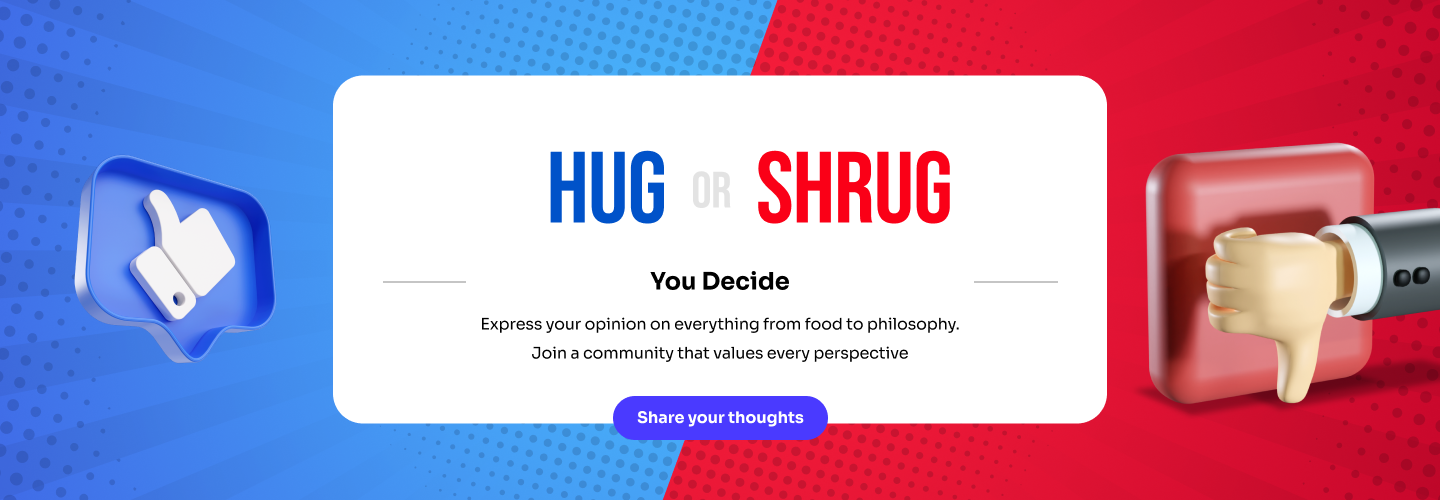 HUG OR SHRUG
You Decide
Express your opinion on everything from food to philosophy.
Join a community that values every perspective
Share your thoughts